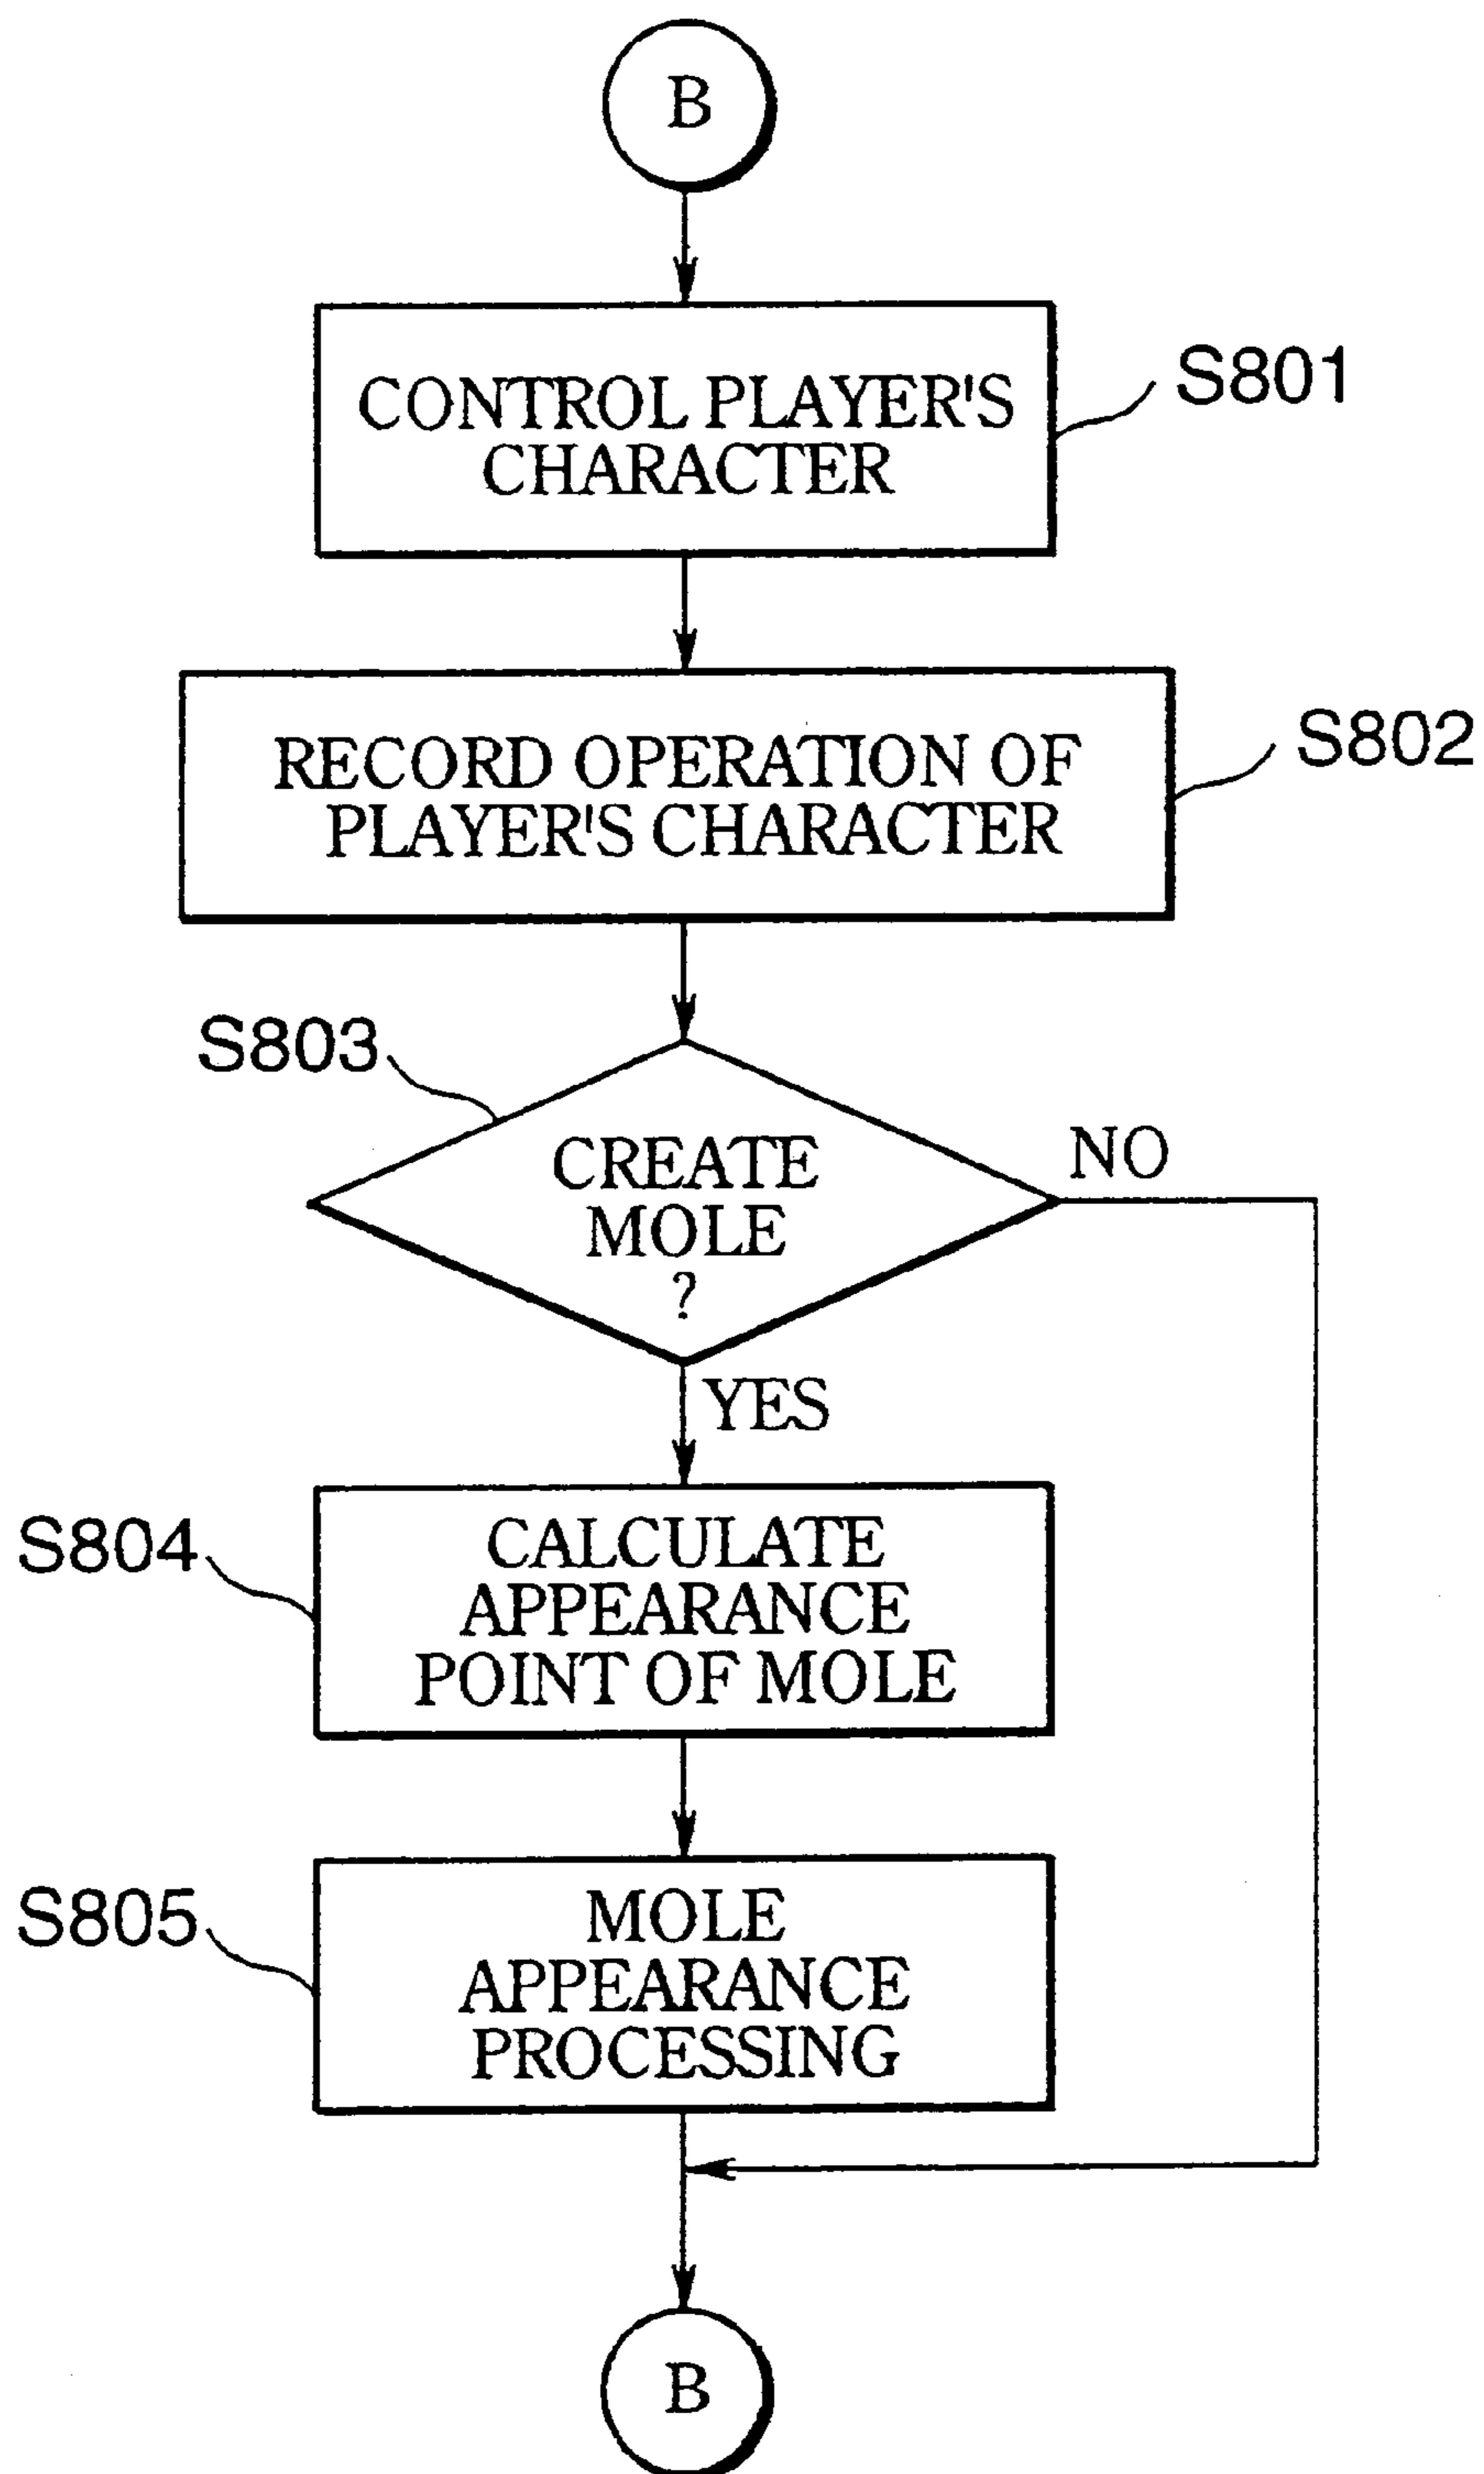 B
CONTROL PLAYER'S
CHARACTER
S801
RECORD OPERATION OF
PLAYER'S CHARACTER
S802
S803
CREATE
MOLE
?
NO
YES
S804
CALCULATE
APPEARANCE
POINT OF MOLE
S805
MOLE
APPEARANCE
PROCESSING
B